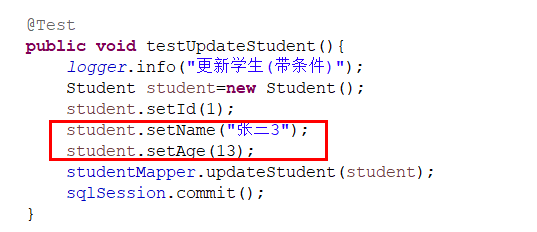 @Test
public void testUpdateStudent(){
logger.info("更新学生(带条件)");
Student student=new Student();
student.setId(1);
student.setName("张二3");
student.setAge(13);
studentMapper.updateStudent(student);
sqlSession.commit();
}